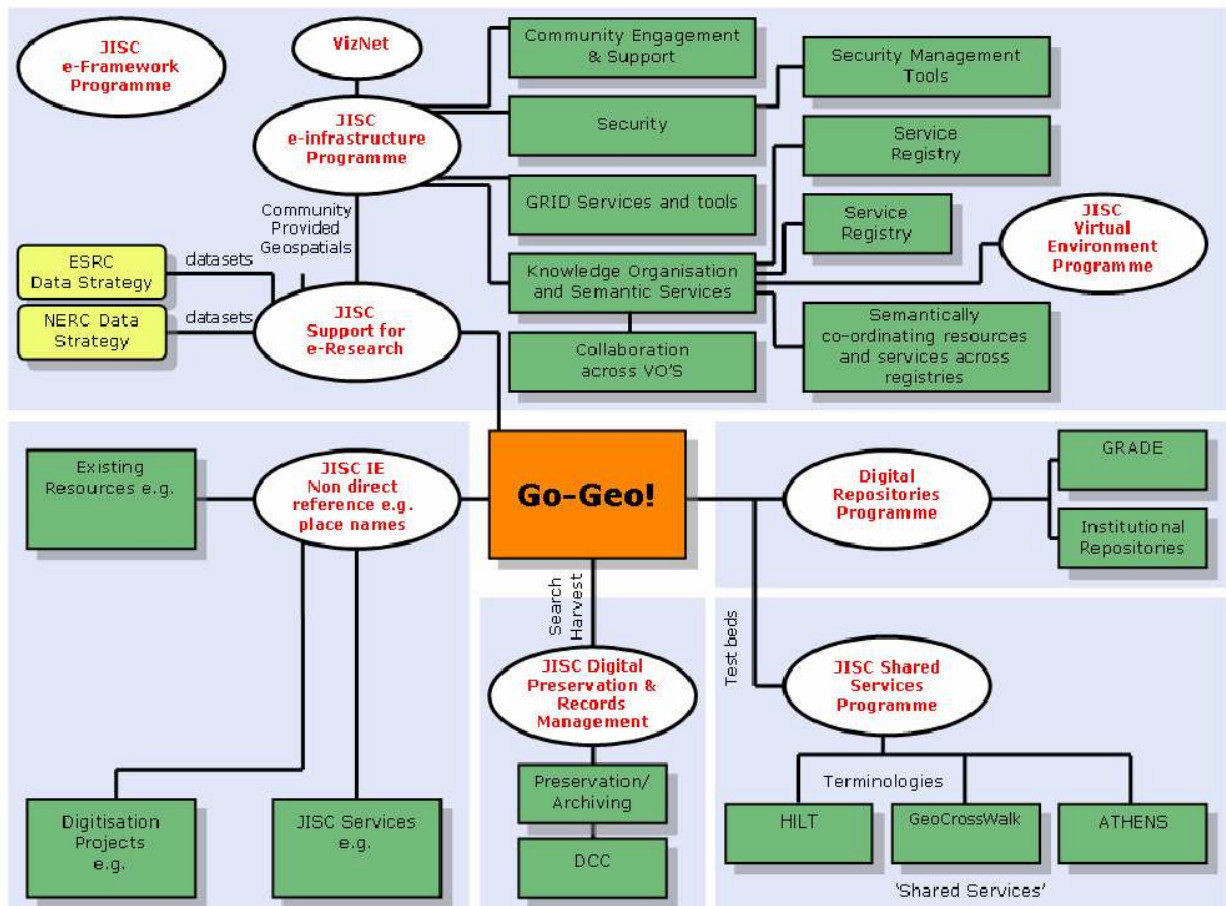 JISC
e-Framework
Programme
VizNet
Community Engagement
& Support
Security Management
Tools
JISC
e-infrastructure
Programme
Security
Service
Registry
Community
Provided
Geospatials
GRID Services and tools
Service
Registry
JISC
Virtual
Environment
Programme
ESRC
Data Strategy
datasets
Knowledge Organisation
and Semantic Services
NERC Data
Strategy
datasets
JISC
Support for
e-Research
Collaboration
across VO'S
Semantically
co-ordinating resources
and services across
registries
Existing
Resources e.g.
JISC IE
Non direct
reference e.g.
place names
Go-Geo!
Digital
Repositories
Programme
GRADE
Institutional
Repositories
Search
Harvest
Test beds
JISC Digital
Preservation &
Records
Management
JISC Shared
Services
Programme
Digitisation
Projects
e.g.
JISC Services
e.g.
Preservation/
Archiving
DCC
Terminologies
HILT
GeoCrossWalk
ATHENS
'Shared Services'